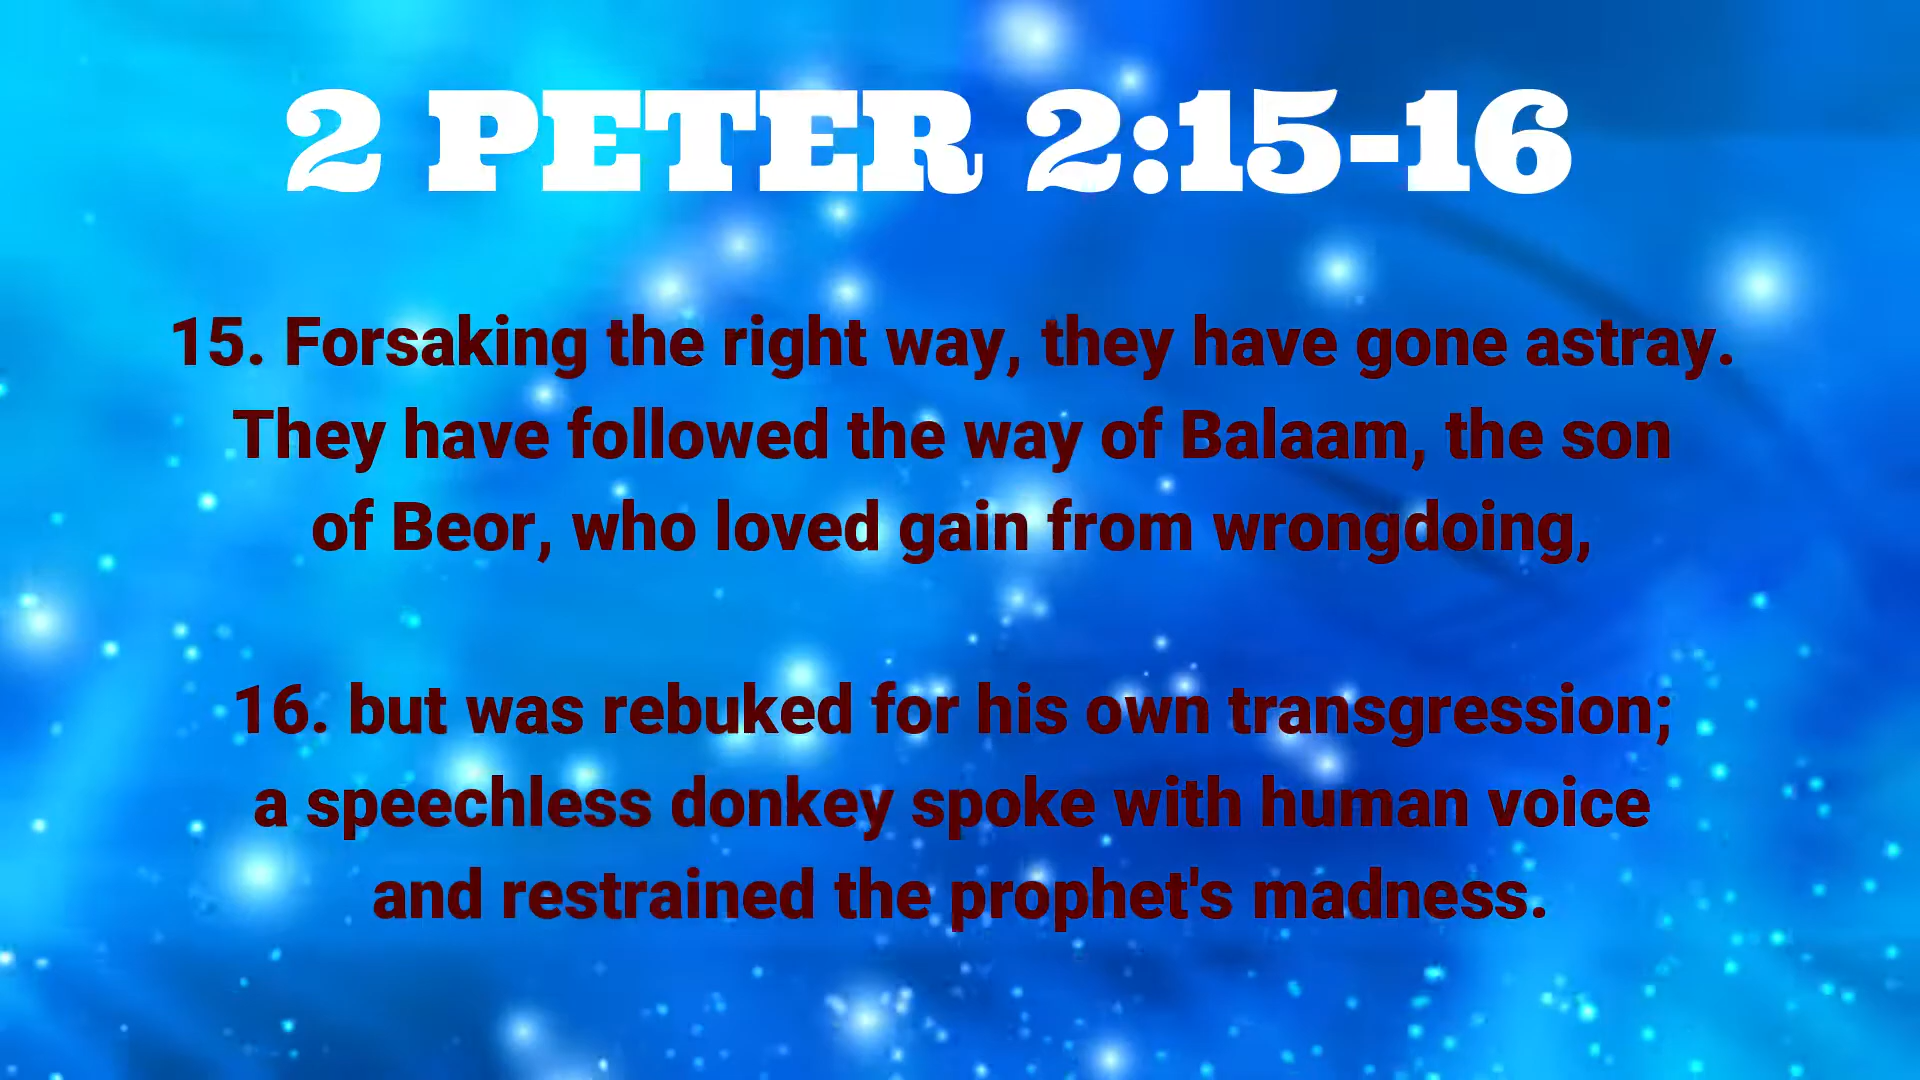 2 PETER 2:15-16
15. Forsaking the right way, they have gone astray.
They have followed the way of Balaam, the son
of Beor, who loved gain from wrongdoing,
16. but was rebuked for his own transgression;
a speechless donkey spoke with human voice
and restrained the prophet's madness.